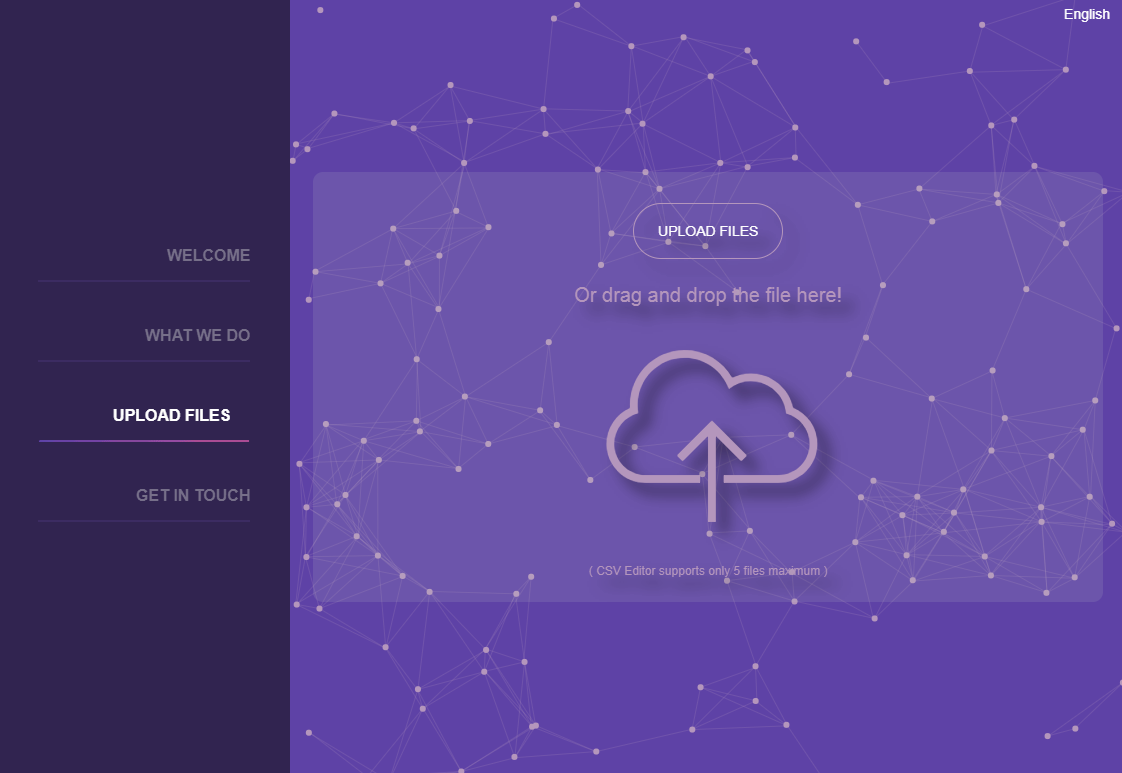 English
WELCOME
WHAT WE DO
UPLOAD FILES
GET IN TOUCH
UPLOAD FILES
Or drag and drop the file here!
( CSV Editor supports only 5 files maximum )